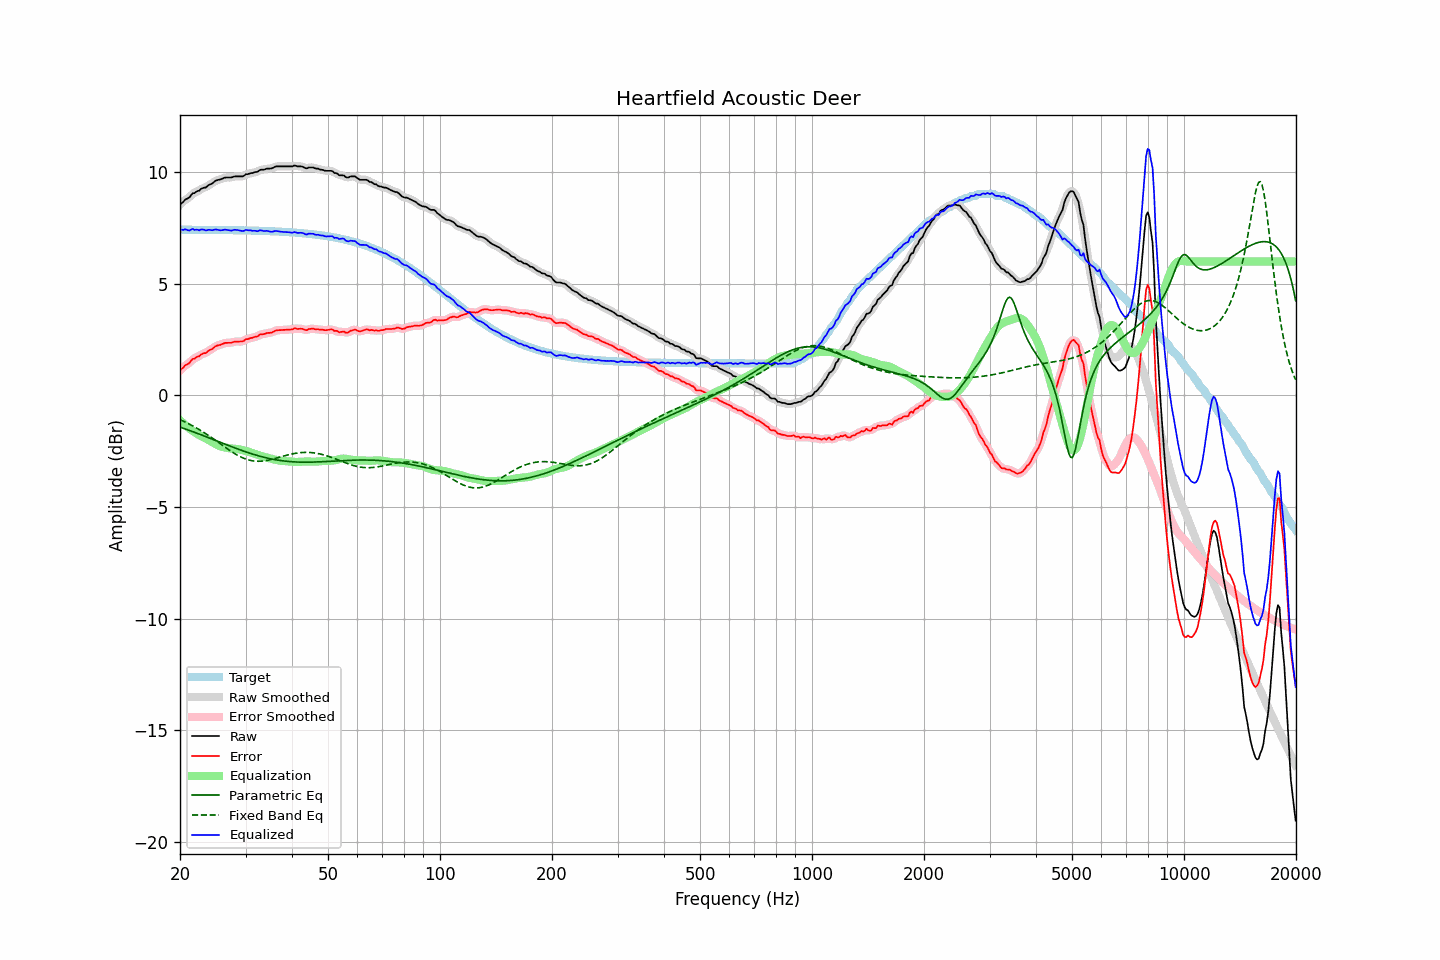 Heartfield Acoustic Deer
10
5
0
−5
−10
−15
−20
Amplitude (dBr)
Target
Raw Smoothed
Error Smoothed
Raw
Error
Equalization
Parametric Eq
Fixed Band Eq
Equalized
20 50 100 200 500 1000 2000 5000 10000 20000
Frequency (Hz)